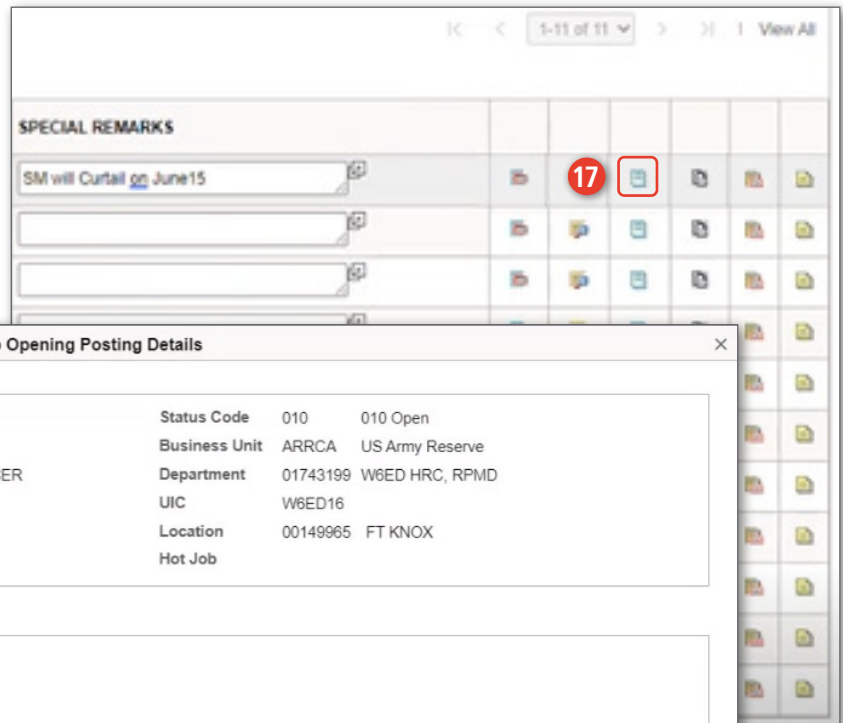 1-11 of 11 | View All
SPECIAL REMARKS
SM will Curtail on June15
17
Opening Posting Details
Status Code 010 010 Open
Business Unit ARRCA US Army Reserve
ER Department 01743199 W6ED HRC, RPMD
UIC W6ED16
Location 00149965 FT KNOX
Hot Job